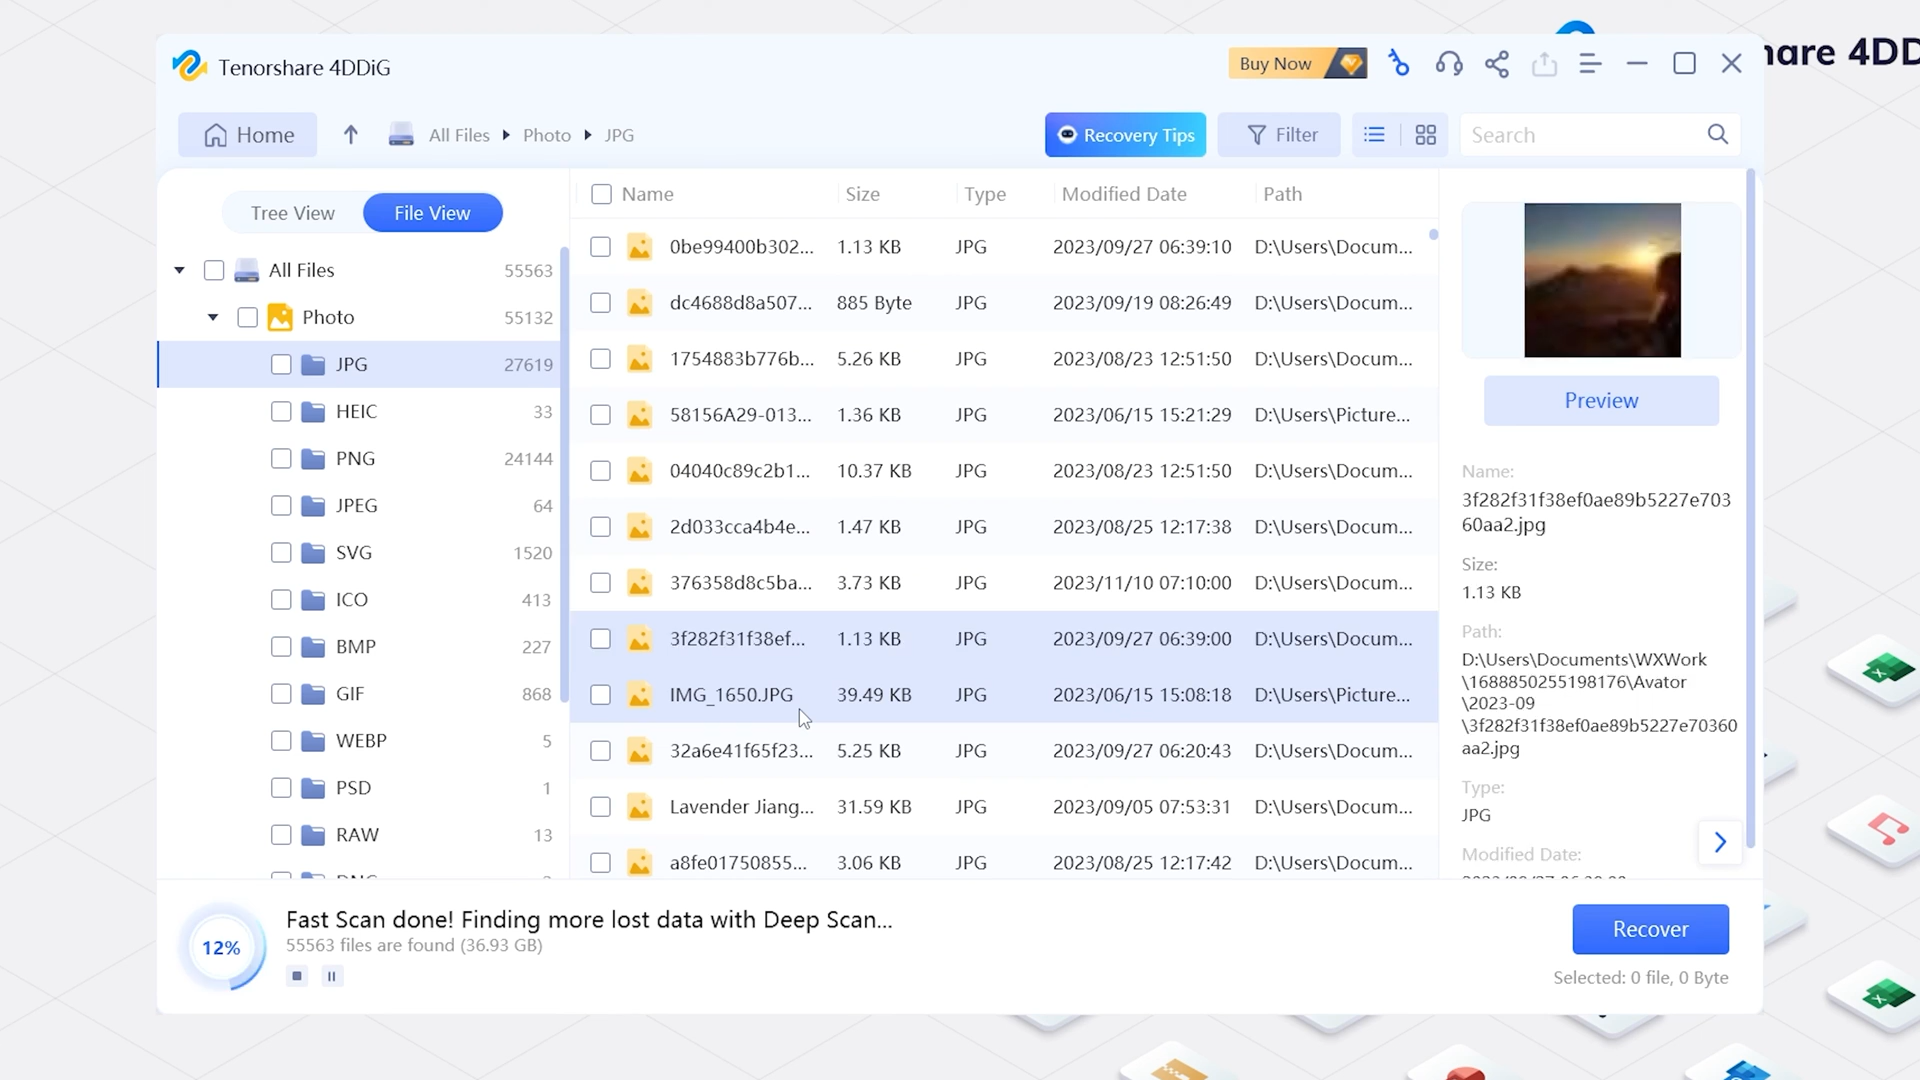 hare 4DD
Tenorshare 4DDiG
Buy Now
Home
All Files
Photo
JPG
Recovery Tips
Filter
Search
Tree View
File View
All Files 55563
Photo 55132
JPG 27619
HEIC 33
PNG 24144
JPEG 64
SVG 1520
ICO 413
BMP 227
GIF 868
WEBP 5
PSD 1
RAW 13
Name Size Type Modified Date Path
0be99400b302... 1.13 KB JPG 2023/09/27 06:39:10 D:\Users\Docum...
dc4688d8a507... 885 Byte JPG 2023/09/19 08:26:49 D:\Users\Docum...
1754883b776b... 5.26 KB JPG 2023/08/23 12:51:50 D:\Users\Docum...
58156A29-013... 1.36 KB JPG 2023/06/15 15:21:29 D:\Users\Picture...
04040c89c2b1... 10.37 KB JPG 2023/08/23 12:51:50 D:\Users\Docum...
2d033cca4b4e... 1.47 KB JPG 2023/08/25 12:17:38 D:\Users\Docum...
376358d8c5ba... 3.73 KB JPG 2023/11/10 07:10:00 D:\Users\Docum...
3f282f31f38ef... 1.13 KB JPG 2023/09/27 06:39:00 D:\Users\Docum...
IMG_1650.JPG 39.49 KB JPG 2023/06/15 15:08:18 D:\Users\Picture...
32a6e41f65f23... 5.25 KB JPG 2023/09/27 06:20:43 D:\Users\Docum...
Lavender Jiang... 31.59 KB JPG 2023/09/05 07:53:31 D:\Users\Docum...
a8fe01750855... 3.06 KB JPG 2023/08/25 12:17:42 D:\Users\Docum...
Preview
Name:
3f282f31f38ef0ae89b5227e703
60aa2.jpg
Size:
1.13 KB
Path:
D:\Users\Documents\WXWork
\1688850255198176\Avator
\2023-09
\3f282f31f38ef0ae89b5227e70360
aa2.jpg
Type:
JPG
Modified Date:
12%
Fast Scan done! Finding more lost data with Deep Scan...
55563 files are found (36.93 GB)
Recover
Selected: 0 file, 0 Byte